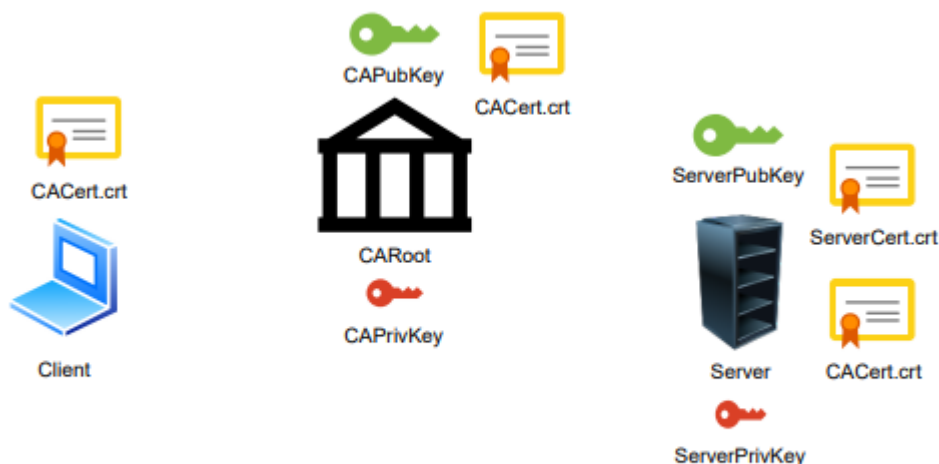 CAPubKey
CACert.crt
CACert.crt
ServerPubKey
ServerCert.crt
CARoot
CAPrivKey
Client
Server
CACert.crt
ServerPrivKey